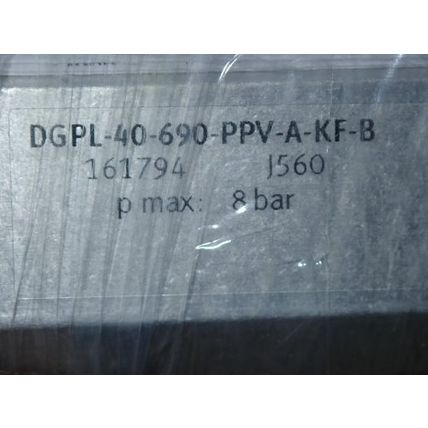 DGPL-40-690-PPV-A-KF-B
161794 J560
p max: 8 bar